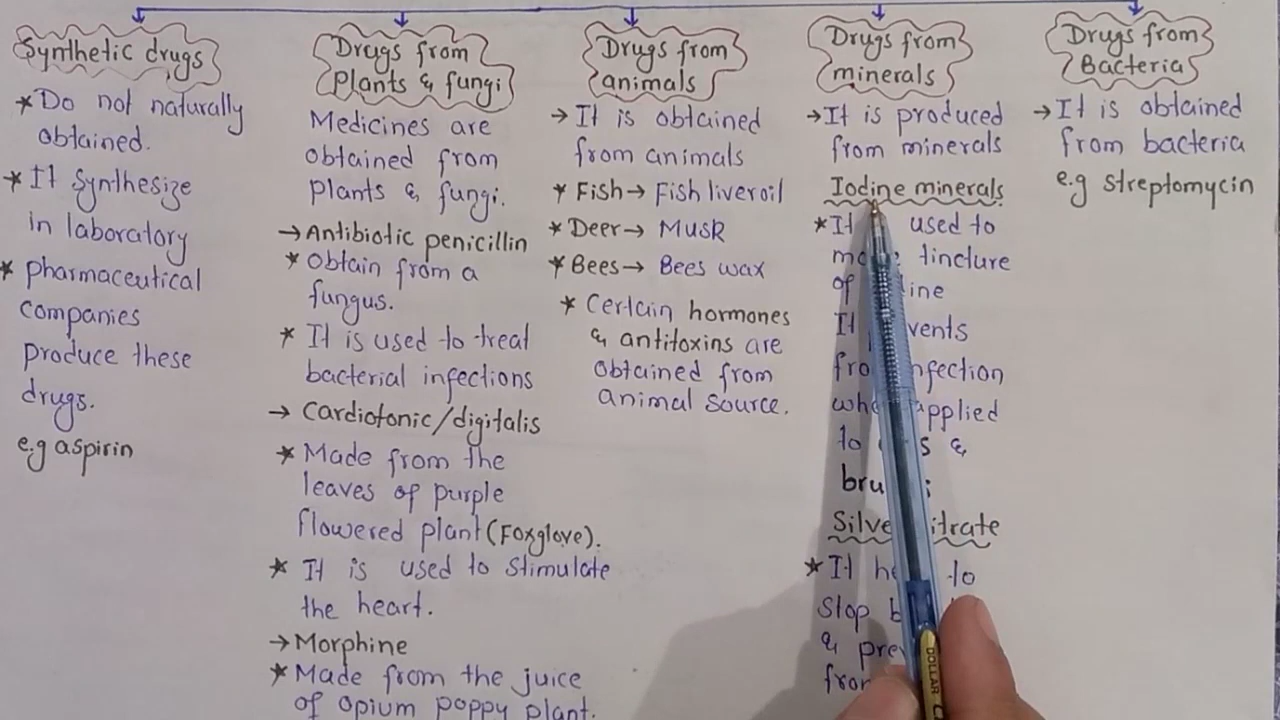 Synthetic drugs
* Do not naturally
obtained.
* It Synthesize
in laboratory
* pharmaceutical
companies
produce these
drugs.
e.g aspirin
Drugs from
Plants & fungi
Medicines are
obtained from
plants & fungi.
→ Antibiotic penicillin
* Obtain from a
fungus.
* It is used to treat
bacterial infections
→ Cardiotonic/digitalis
* Made from the
leaves of purple
flowered plant (Foxglove).
* It is used to stimulate
the heart.
→ Morphine
* Made from the juice
of opium poppy plant.
Drugs from
animals
→ It is obtained
from animals
* Fish → Fish liver oil
* Deer → Musk
* Bees → Bees wax
* Certain hormones
& antitoxins are
obtained from
animal source.
Drugs from
minerals
→ It is produced
from minerals
Iodine minerals
* It used to
tincture
of
It
applied
to &
* It to
Stop
&
Drugs from
Bacteria
→ It is obtained
from bacteria
e.g streptomycin
DOLLAR